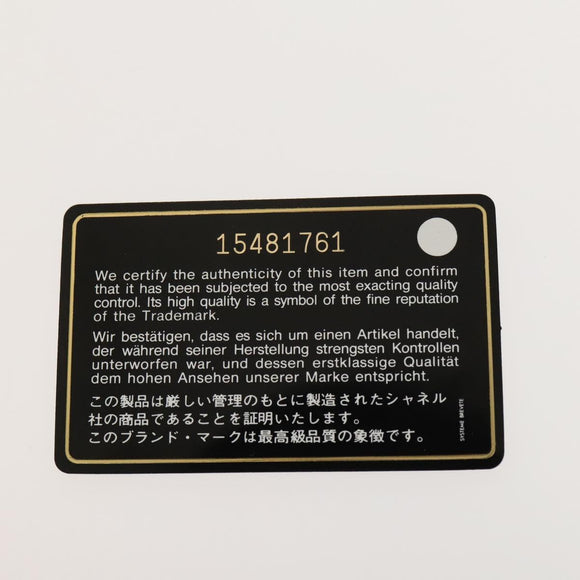 15481761
We certify the authenticity of this item and confirm
that it has been subjected to the most exacting quality
control. Its high quality is a symbol of the fine reputation
of the Trademark.
Wir bestätigen, dass es sich um einen Artikel handelt,
der während seiner Herstellung strengsten Kontrollen
unterworfen war, und dessen erstklassige Qualität
dem hohen Ansehen unserer Marke entspricht.
この製品は厳しい管理のもとに製造されたシャネル
社の商品であることを証明いたします。
このブランド・マークは最高級品質の象徴です。
SYSTEME BREVETE